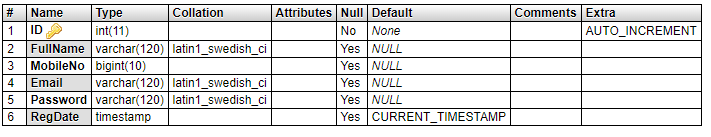 # Name Type Collation Attributes Null Default Comments Extra
1 ID int(11) No None AUTO_INCREMENT
2 FullName varchar(120) latin1_swedish_ci Yes NULL
3 MobileNo bigint(10) Yes NULL
4 Email varchar(120) latin1_swedish_ci Yes NULL
5 Password varchar(120) latin1_swedish_ci Yes NULL
6 RegDate timestamp Yes CURRENT_TIMESTAMP